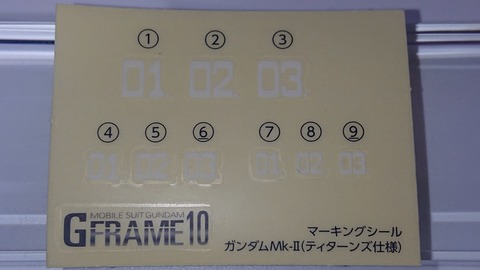 ① ② ③
01 02 03
④ ⑤ ⑥ ⑦ ⑧ ⑨
01 02 03 01 02 03
MOBILE SUIT GUNDAM
GFRAME10
マーキングシール
ガンダムMk-Ⅱ(ティターンズ仕様)